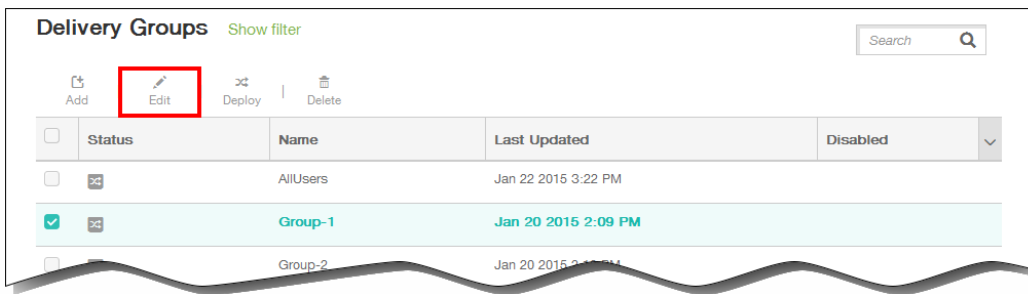 Delivery Groups Show filter
Search
Add Edit Deploy | Delete
Status Name Last Updated Disabled
AllUsers Jan 22 2015 3:22 PM
Group-1 Jan 20 2015 2:09 PM
Group-2 Jan 20 2015